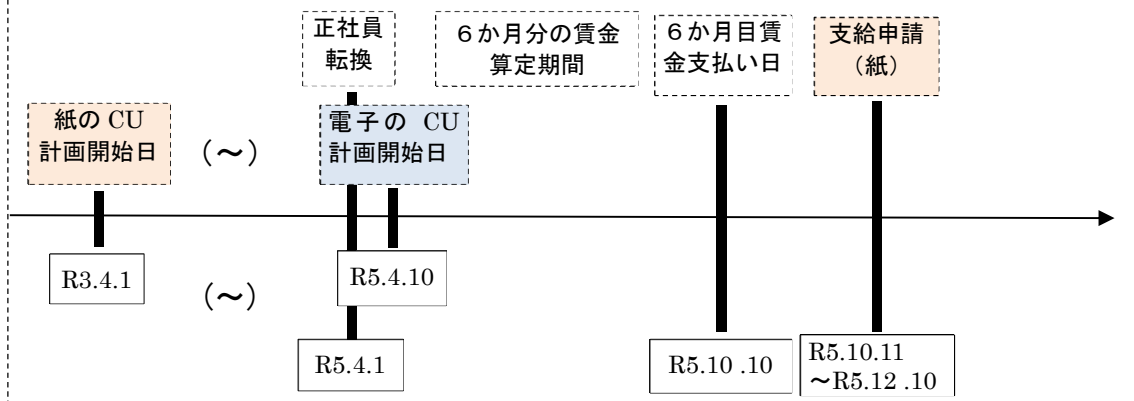 正社員
転換
６か月分の賃金
算定期間
６か月目賃
金支払い日
支給申請
（紙）
紙の CU
計画開始日
（～）
電子の CU
計画開始日
R3.4.1
（～）
R5.4.10
R5.4.1
R5.10 .10
R5.10.11
～R5.12 .10